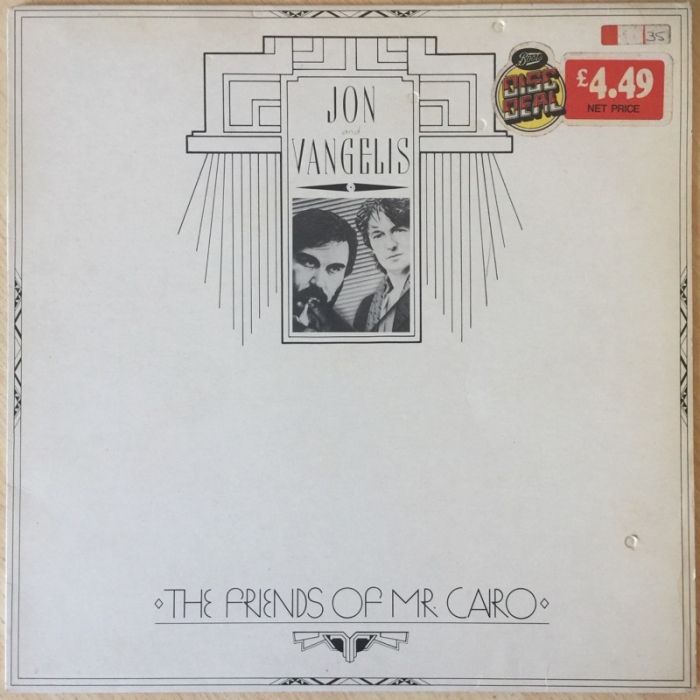 JON
and
VANGELIS
35
Boots
DISC
DEAL
£4.49
NET PRICE
THE FRIENDS OF MR. CAIRO